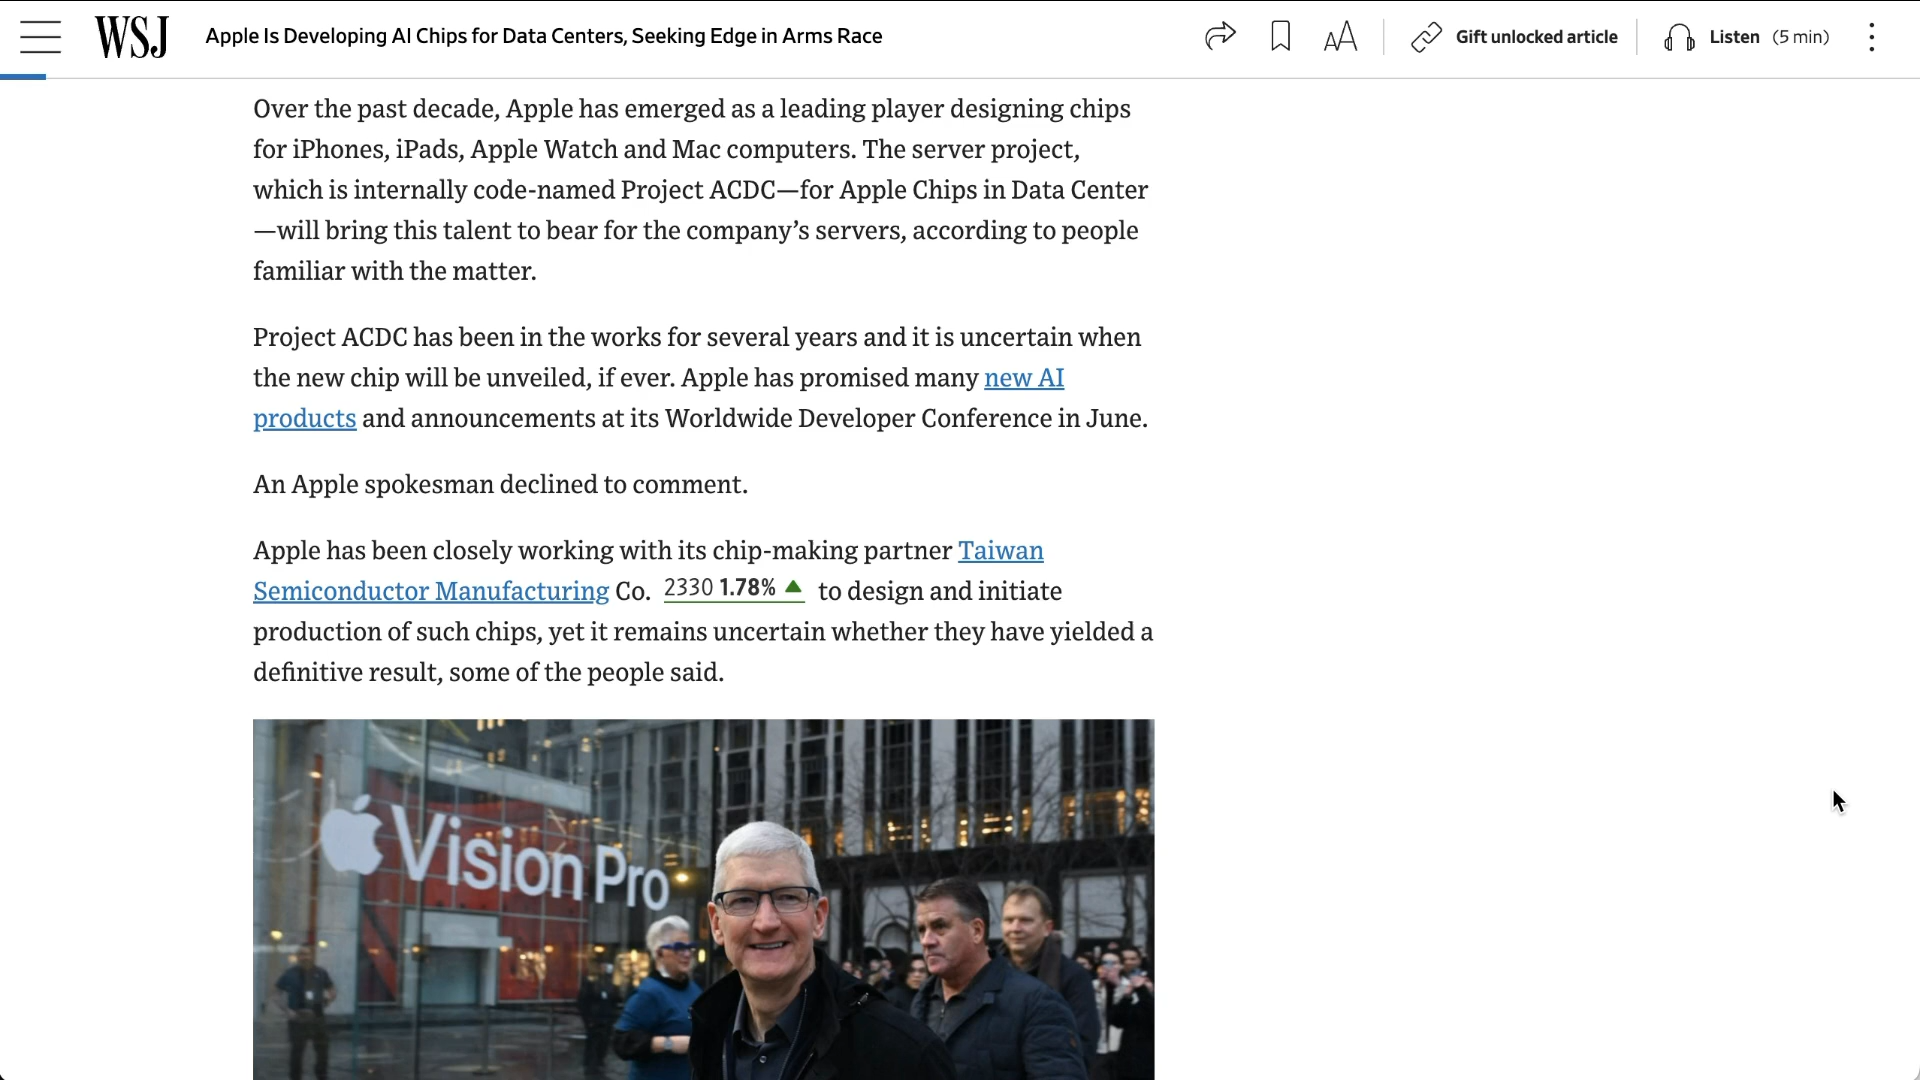 WSJ Apple Is Developing AI Chips for Data Centers, Seeking Edge in Arms Race AA Gift unlocked article Listen (5 min)
Over the past decade, Apple has emerged as a leading player designing chips
for iPhones, iPads, Apple Watch and Mac computers. The server project,
which is internally code-named Project ACDC—for Apple Chips in Data Center
—will bring this talent to bear for the company’s servers, according to people
familiar with the matter.
Project ACDC has been in the works for several years and it is uncertain when
the new chip will be unveiled, if ever. Apple has promised many new AI
products and announcements at its Worldwide Developer Conference in June.
An Apple spokesman declined to comment.
Apple has been closely working with its chip-making partner Taiwan
Semiconductor Manufacturing Co. 2330 1.78% ▲ to design and initiate
production of such chips, yet it remains uncertain whether they have yielded a
definitive result, some of the people said.
Vision Pro